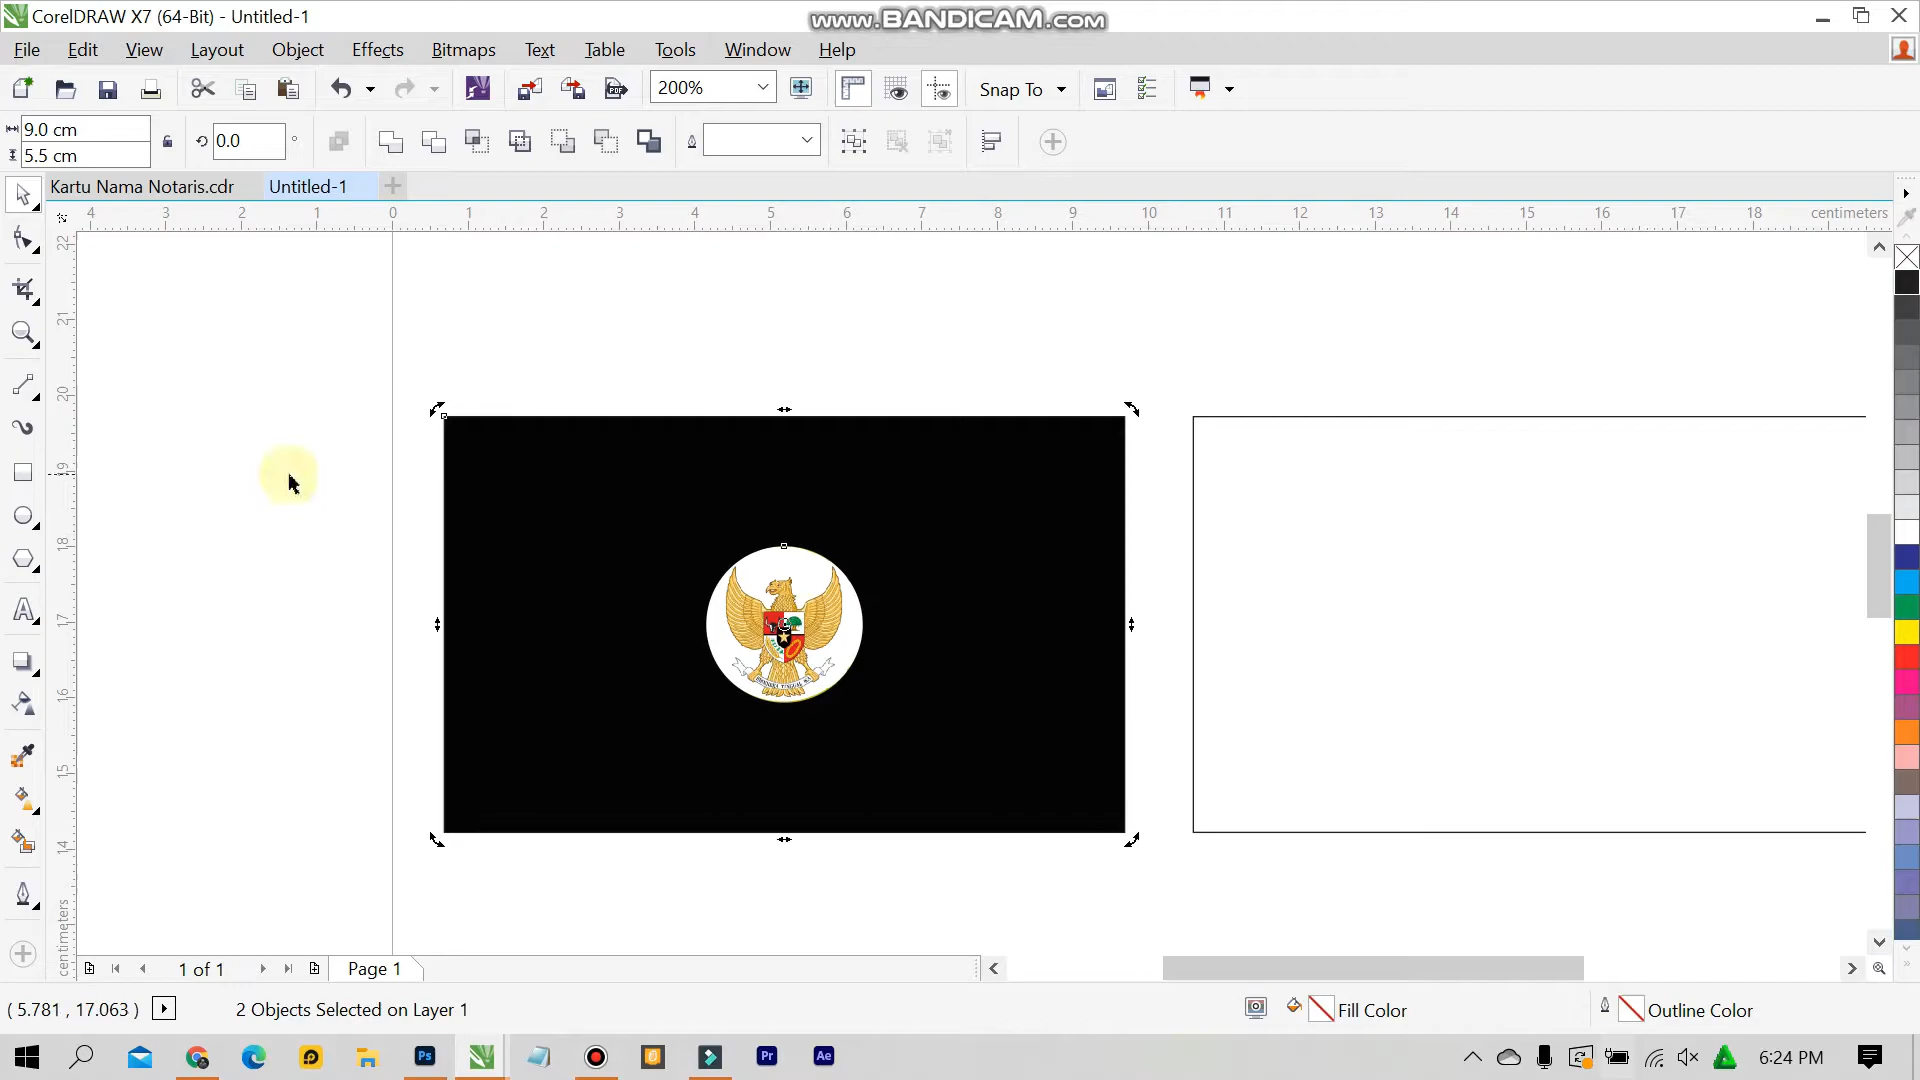 CorelDRAW X7 (64-Bit) - Untitled-1
www.BANDICAM.com
File Edit View Layout Object Effects Bitmaps Text Table Tools Window Help
200%
Snap To
9.0 cm
5.5 cm
0.0 °
Kartu Nama Notaris.cdr Untitled-1
4 3 2 1 0 1 2 3 4 5 6 7 8 9 10 11 12 13 14 15 16 17 18 centimeters
22
21
20
19
18
17
16
15
14
centimeters
1 of 1 Page 1
( 5.781 , 17.063 ) 2 Objects Selected on Layer 1 Fill Color Outline Color
Ps Pr Ae 6:24 PM